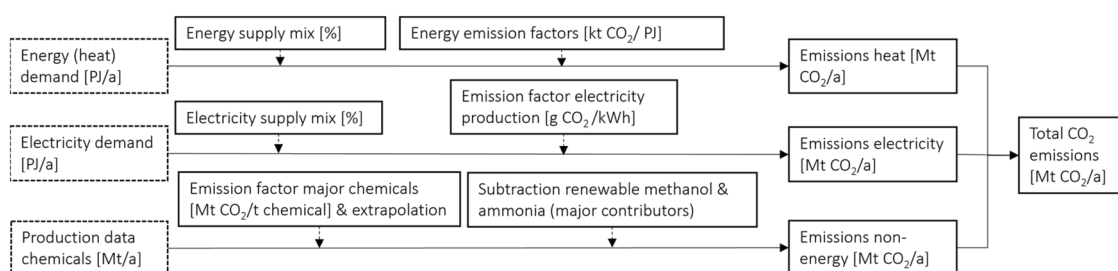 Energy supply mix [%]
Energy emission factors [kt CO₂/ PJ]
Energy (heat)
demand [PJ/a]
Emissions heat [Mt
CO₂/a]
Electricity supply mix [%]
Emission factor electricity
production [g CO₂/kWh]
Electricity demand
[PJ/a]
Emissions electricity
[Mt CO₂/a]
Total CO₂
emissions
[Mt CO₂/a]
Emission factor major chemicals
[Mt CO₂/t chemical] & extrapolation
Subtraction renewable methanol &
ammonia (major contributors)
Production data
chemicals [Mt/a]
Emissions non-
energy [Mt CO₂/a]